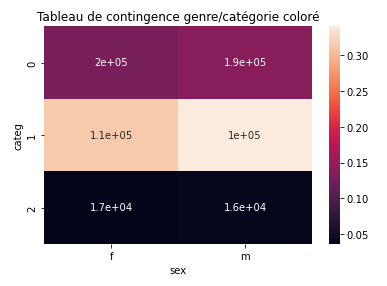 Tableau de contingence genre/catégorie coloré
0 2e+05 1.9e+05
1 1.1e+05 1e+05
2 1.7e+04 1.6e+04
categ
f m
sex
0.30
0.25
0.20
0.15
0.10
0.05